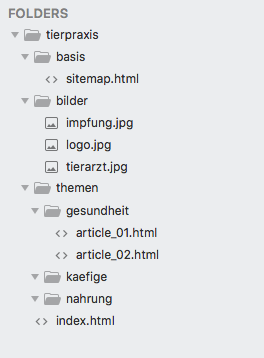 FOLDERS
tierpraxis
basis
sitemap.html
bilder
impfung.jpg
logo.jpg
tierarzt.jpg
themen
gesundheit
article_01.html
article_02.html
kaefige
nahrung
index.html